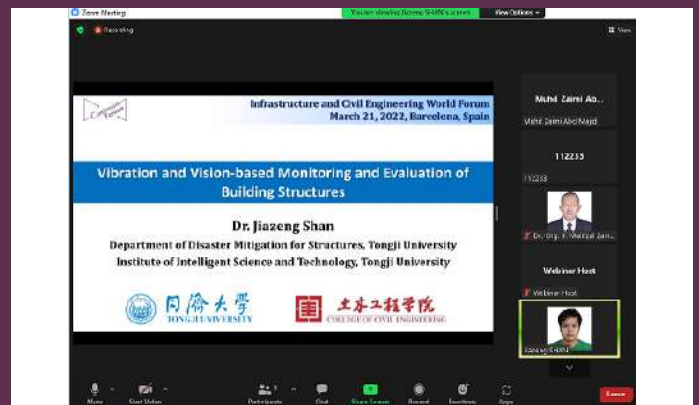 Zoom Meeting
You are viewing Jiazeng SHAN's screen View Options
Recording
View
Infrastructure and Civil Engineering World Forum
March 21, 2022, Barcelona, Spain
Vibration and Vision-based Monitoring and Evaluation of
Building Structures
Dr. Jiazeng Shan
Department of Disaster Mitigation for Structures, Tongji University
Institute of Intelligent Science and Technology, Tongji University
同濟大学
TONGJI UNIVERSITY
土木工程学院
COLLEGE OF CIVIL ENGINEERING
Muhd Zaimi Ab...
Muhd Zaimi Abd Majid
112233
112233
Webinar Host
Webinar Host
Jiazeng SHAN
Mute Start Video Participants Chat Share Screen Record Reactions Apps Leave